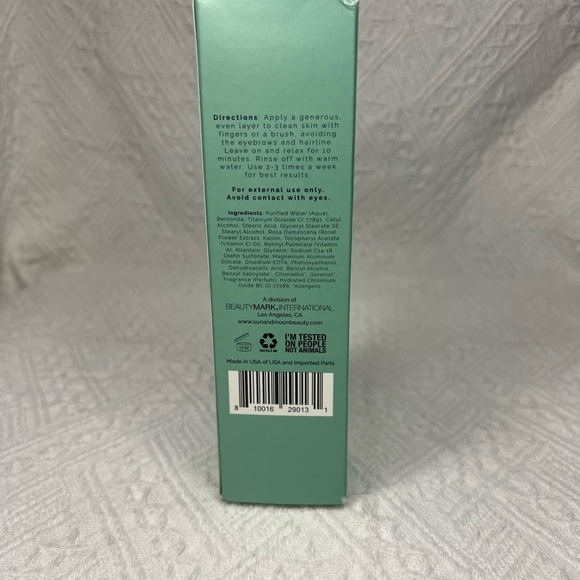 Directions: Apply a generous,
even layer to clean skin with
fingers or a brush, avoiding
the eyebrows and hairline.
Leave on and relax for 10
minutes. Rinse off with warm
water. Use 2-3 times a week
for best results.
For external use only.
Avoid contact with eyes.
Ingredients: Purified Water (Aqua),
Bentonite, Titanium Dioxide CI 77891, Cetyl
Alcohol, Stearic Acid, Glyceryl Stearate SE,
Stearyl Alcohol, Rosa Damascena (Rose)
Flower Extract, Kaolin, Tocopheryl Acetate
(Vitamin E) Oil, Retinyl Palmitate (Vitamin
A), Allantoin, Glycerin, Sodium C14-16
Olefin Sulfonate, Magnesium Aluminum
Silicate, Disodium EDTA, Phenoxyethanol,
Dehydroacetic Acid, Benzyl Alcohol,
Benzyl Salicylate*, Citronellol*, Geraniol*,
Fragrance (Parfum), Hydrated Chromium
Oxide BC CI 77288. *Allergens
A division of
BEAUTYMARK.INTERNATIONAL
Los Angeles, CA
www.sunandmoonbeauty.com
12 M
RECYCLE ME
I'M TESTED
ON PEOPLE
NOT ANIMALS
Made in USA of USA and Imported Parts
8 10016 29013 1